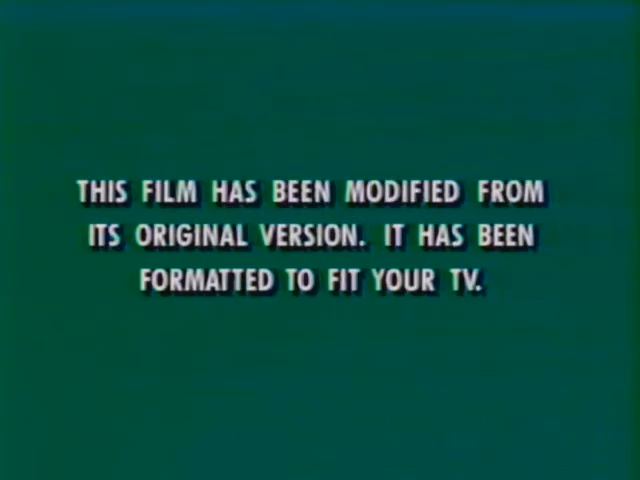 THIS FILM HAS BEEN MODIFIED FROM
ITS ORIGINAL VERSION. IT HAS BEEN
FORMATTED TO FIT YOUR TV.